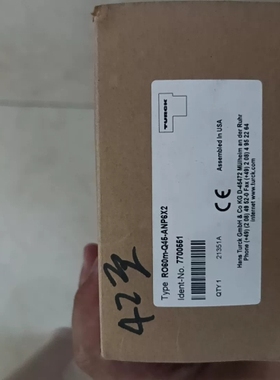 TURCK
Type RO60m-Q45-ANP6X2
Ident-No. 7700561
Assembled in USA
QTY 1 21351A
Hans Turck GmbH & Co KG D-45472 Mülheim an der Ruhr
Phone (+49) (2 08) 49 52-0 Fax (+49) (2 08) 4 95 22 64
internet www.turck.com